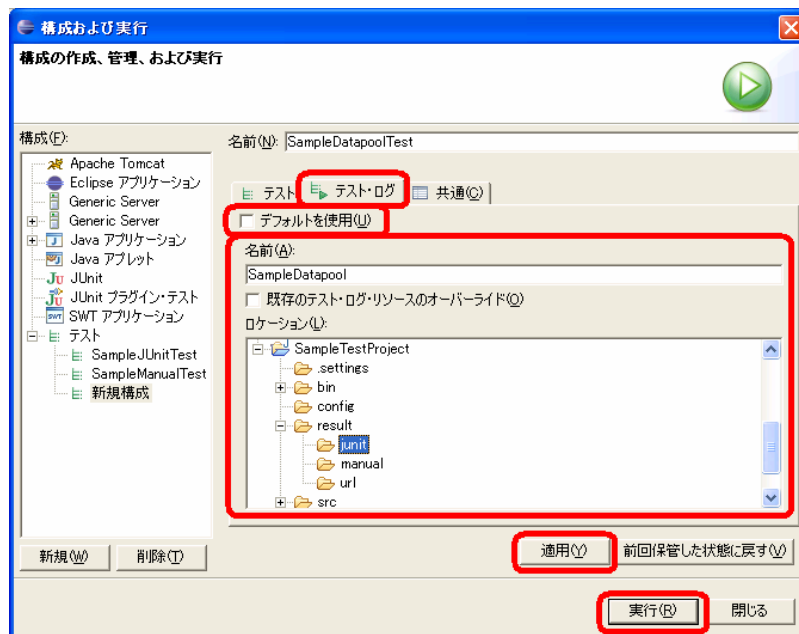 構成および実行
構成の作成、管理、および実行
構成(F):
Apache Tomcat
Eclipse アプリケーション
Generic Server
Generic Server
Java アプリケーション
Java アプレット
JUnit
JUnit プラグイン・テスト
SWT アプリケーション
テスト
SampleJUnitTest
SampleManualTest
新規構成
新規(W) 削除(T)
名前(N): SampleDatapoolTest
テスト テスト・ログ 共通(C)
デフォルトを使用(U)
名前(A):
SampleDatapool
既存のテスト・ログ・リソースのオーバーライド(O)
ロケーション(L):
SampleTestProject
.settings
bin
config
result
junit
manual
url
src
適用(Y) 前回保管した状態に戻す(V)
実行(R) 閉じる